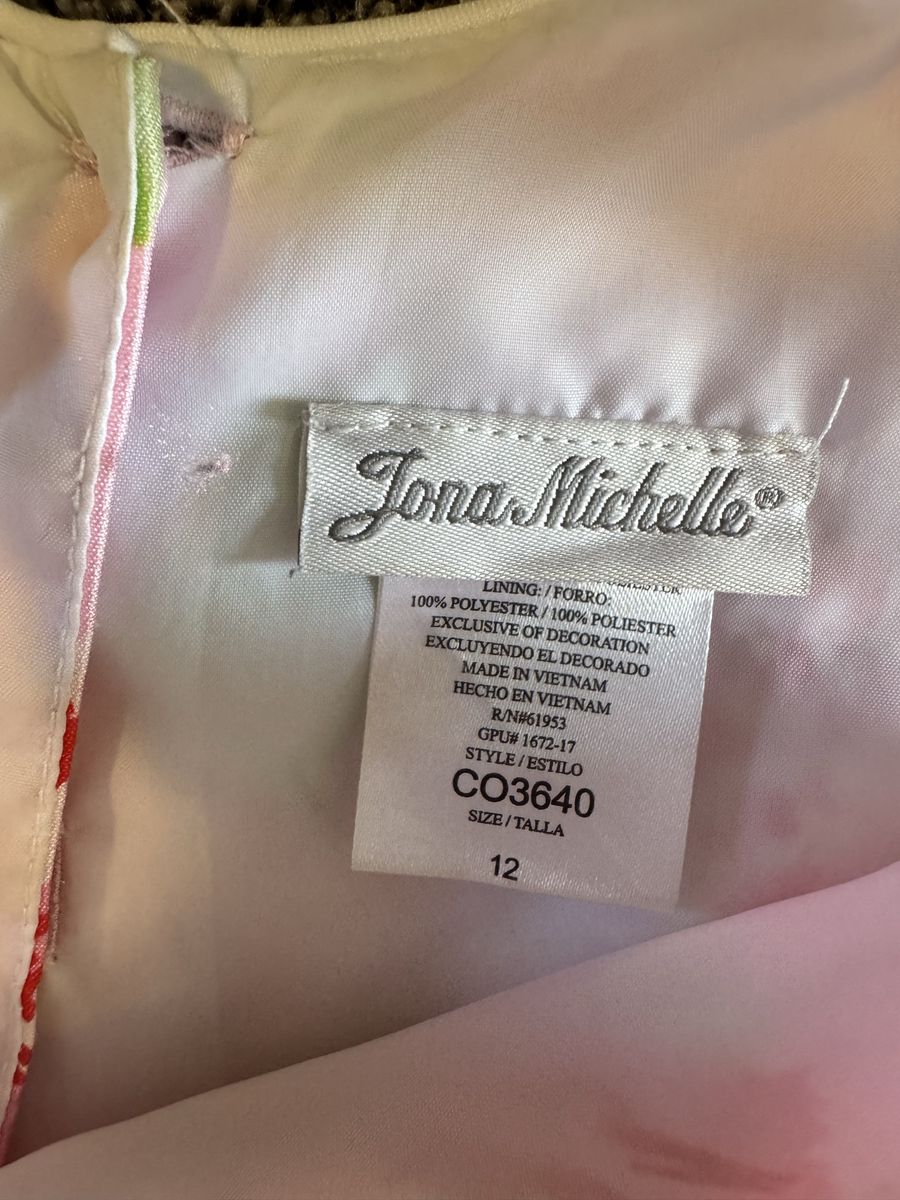 Jona Michelle®
LINING: / FORRO:
100% POLYESTER / 100% POLIESTER
EXCLUSIVE OF DECORATION
EXCLUYENDO EL DECORADO
MADE IN VIETNAM
HECHO EN VIETNAM
R/N#61953
GPU# 1672-17
STYLE / ESTILO
CO3640
SIZE / TALLA
12